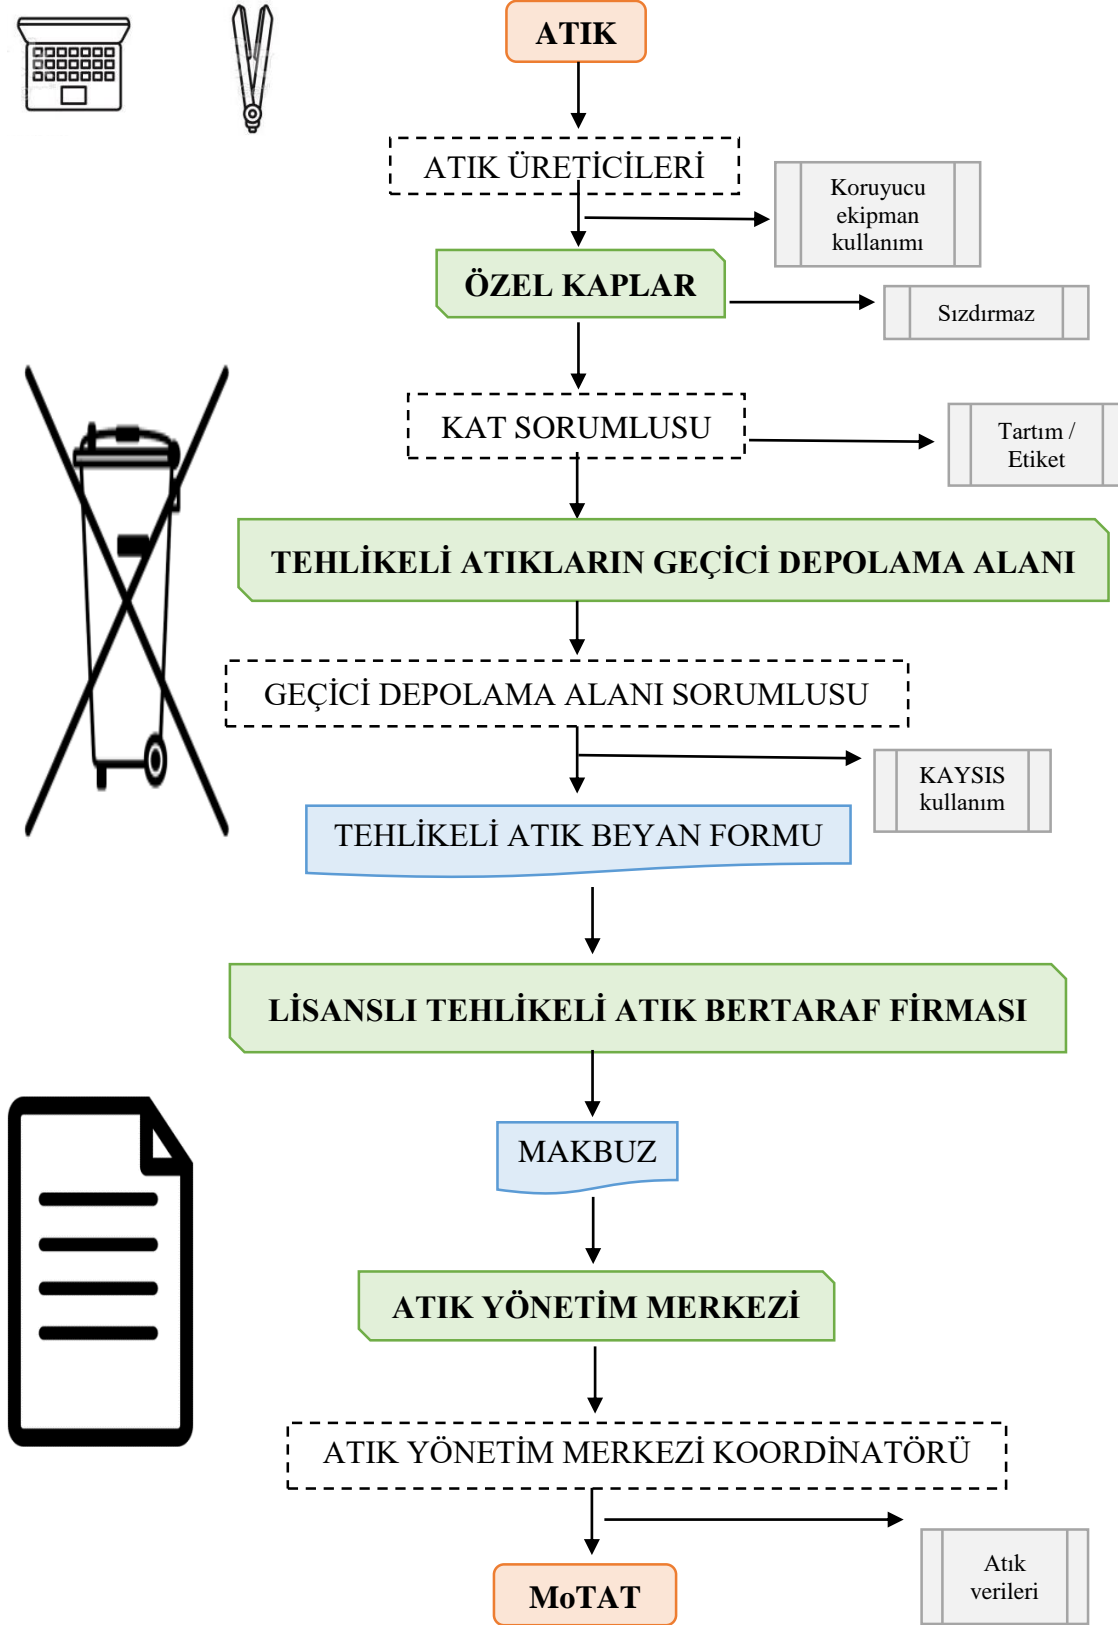 ATIK
ATIK ÜRETİCİLERİ
Koruyucu
ekipman
kullanımı
ÖZEL KAPLAR
Sızdırmaz
KAT SORUMLUSU
Tartım /
Etiket
TEHLİKELİ ATIKLARIN GEÇİCİ DEPOLAMA ALANI
GEÇİCİ DEPOLAMA ALANI SORUMLUSU
KAYSIS
kullanım
TEHLİKELİ ATIK BEYAN FORMU
LİSANSLI TEHLİKELİ ATIK BERTARAF FİRMASI
MAKBUZ
ATIK YÖNETİM MERKEZİ
ATIK YÖNETİM MERKEZİ KOORDİNATÖRÜ
Atık
verileri
MoTAT